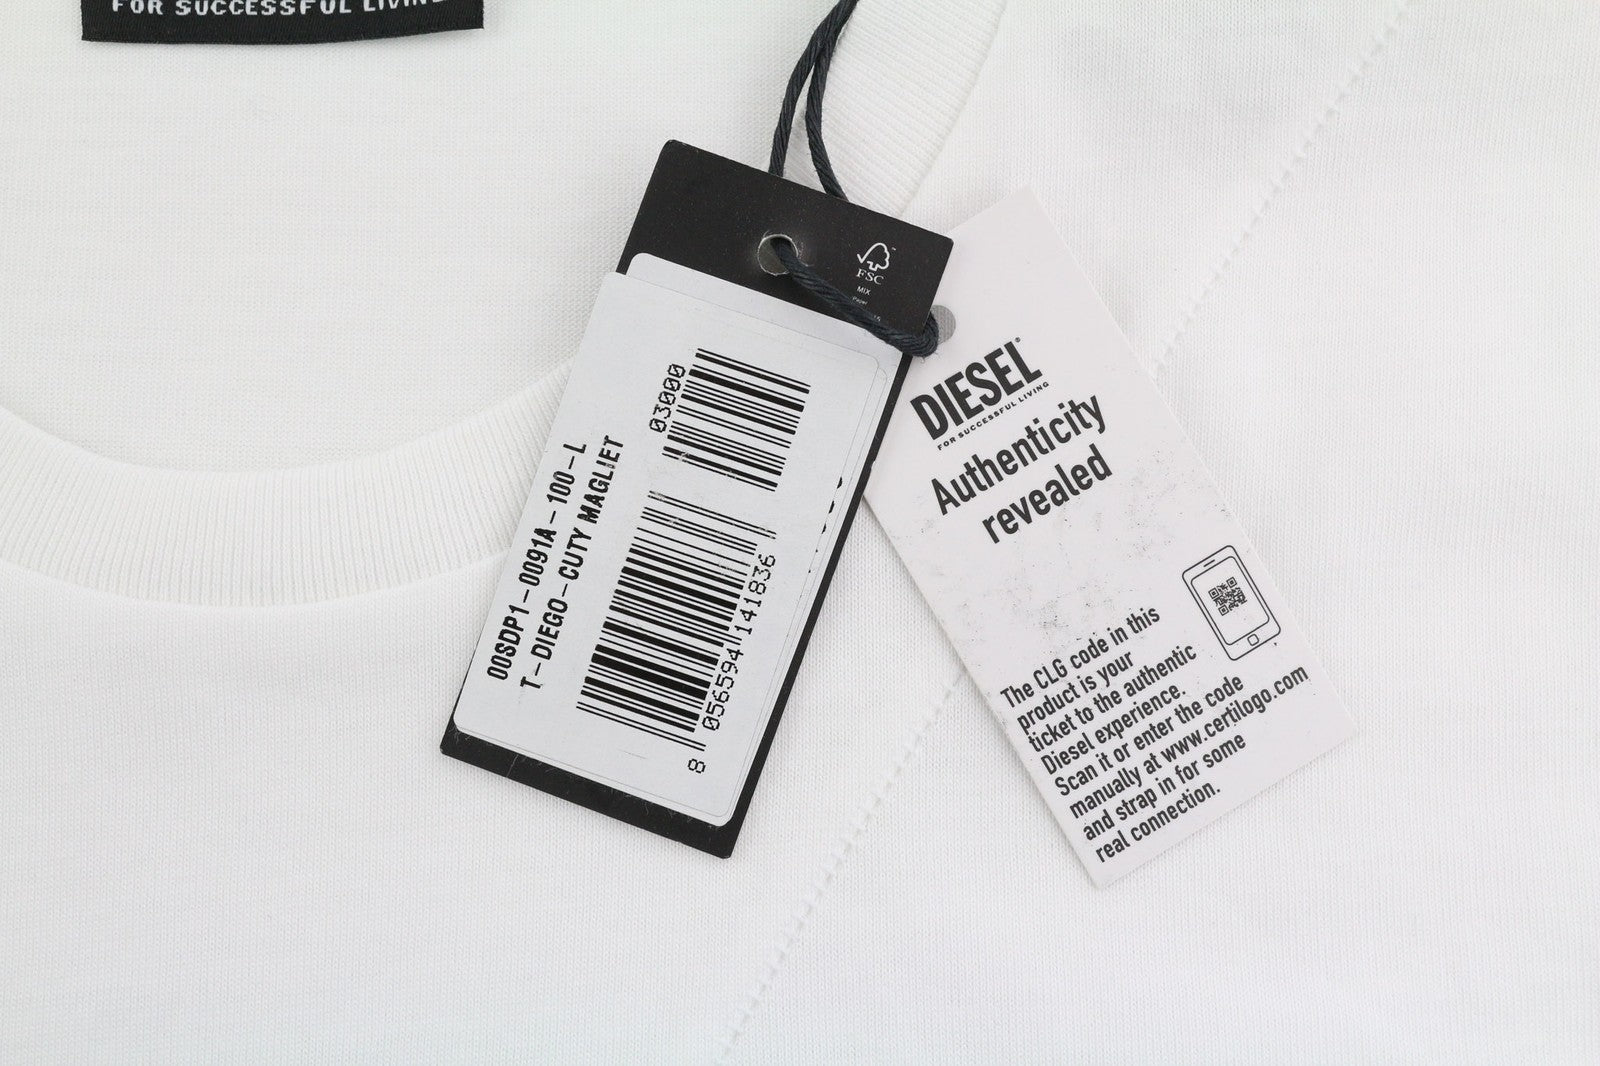 FOR SUCCESSFUL LIVING
FSC
MIX
Paper
00SDP1-0091A-100-L
T-DIEGO-CUTY MAGLIET
03000
8 056594 141836
DIESEL
FOR SUCCESSFUL LIVING
Authenticity
revealed
The CLG code in this
product is your
ticket to the authentic
Diesel experience.
Scan it or enter the code
manually at www.certilogo.com
and strap in for some
real connection.